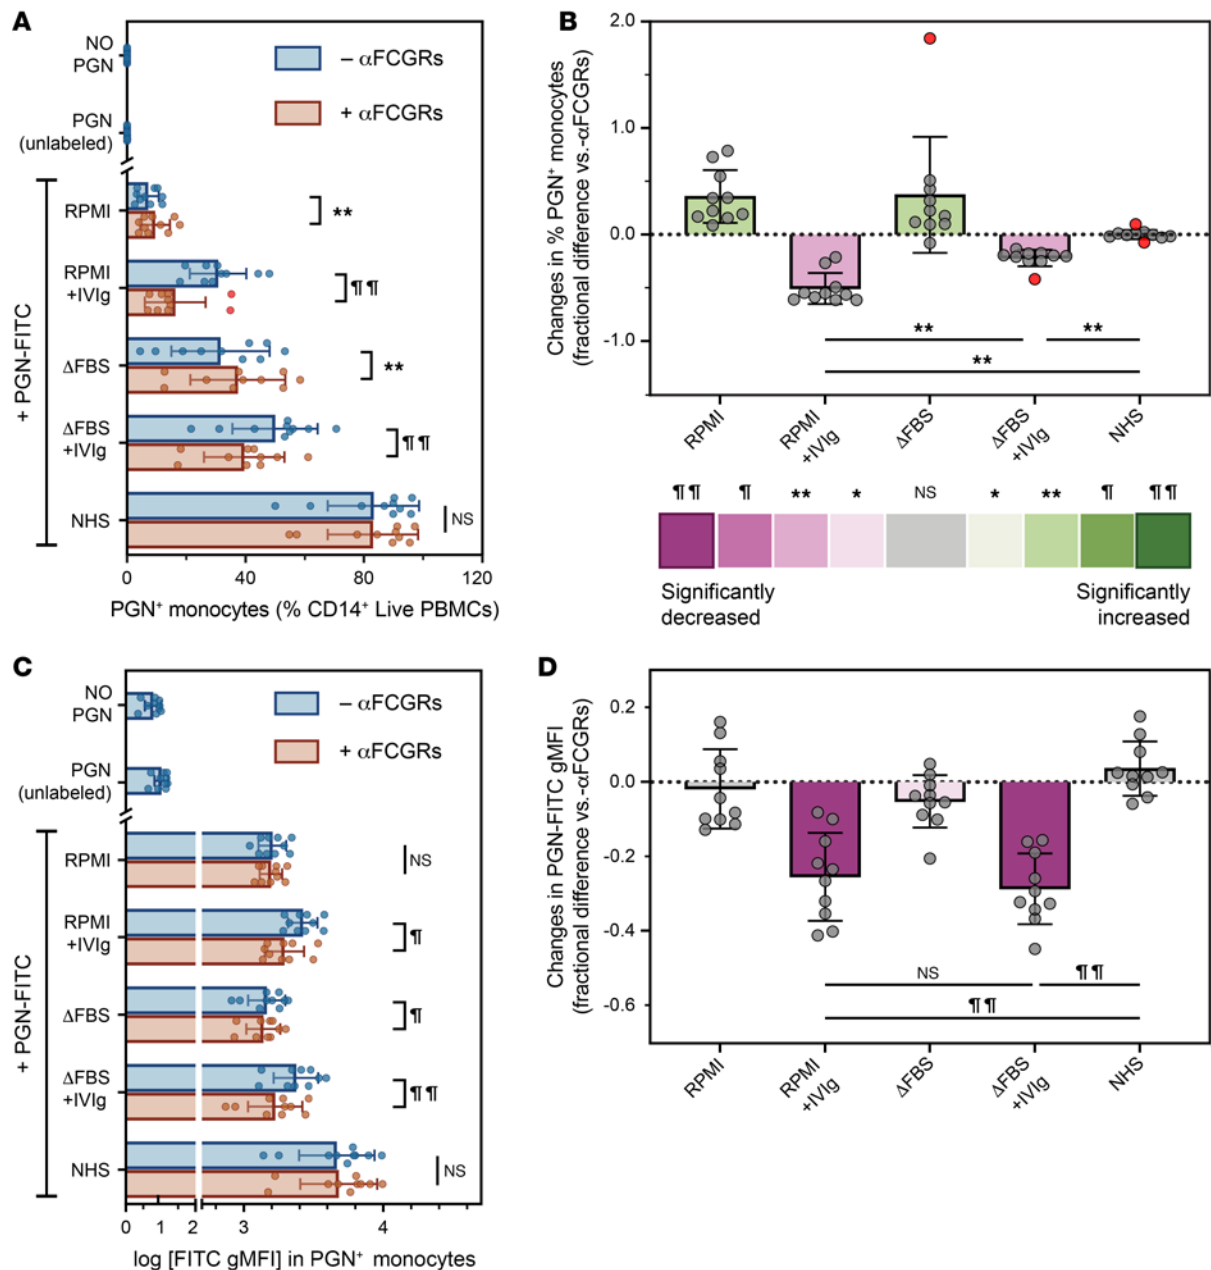 A
NO
PGN
PGN
(unlabeled)
– αFCGRs
+ αFCGRs
+ PGN-FITC
RPMI
**
RPMI
+IVIg
¶¶
ΔFBS
**
ΔFBS
+IVIg
¶¶
NHS
NS
0 40 80 120
PGN⁺ monocytes (% CD14⁺ Live PBMCs)
B
Changes in % PGN⁺ monocytes
(fractional difference vs.-αFCGRs)
2.0
1.0
0.0
-1.0
** **
**
RPMI
RPMI
+IVIg
ΔFBS
ΔFBS
+IVIg
NHS
¶¶ ¶ ** * NS * ** ¶ ¶¶
Significantly
decreased
Significantly
increased
C
NO
PGN
PGN
(unlabeled)
– αFCGRs
+ αFCGRs
+ PGN-FITC
RPMI
NS
RPMI
+IVIg
¶
ΔFBS
¶
ΔFBS
+IVIg
¶¶
NHS
NS
0 1 2 3 4
log [FITC gMFI] in PGN⁺ monocytes
D
Changes in PGN-FITC gMFI
(fractional difference vs.-αFCGRs)
0.2
0.0
-0.2
-0.4
-0.6
NS ¶¶
¶¶
RPMI
RPMI
+IVIg
ΔFBS
ΔFBS
+IVIg
NHS